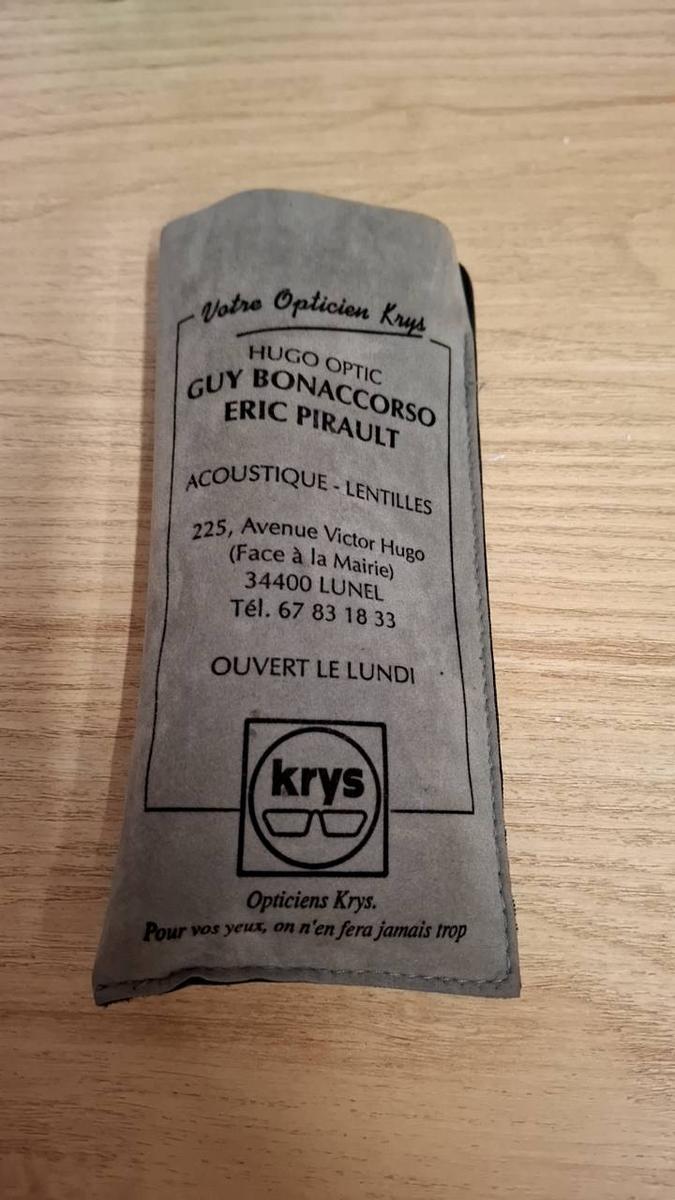 Votre Opticien Krys
HUGO OPTIC
GUY BONACCORSO
ERIC PIRAULT
ACOUSTIQUE - LENTILLES
225, Avenue Victor Hugo
(Face à la Mairie)
34400 LUNEL
Tél. 67 83 18 33
OUVERT LE LUNDI
krys
Opticiens Krys.
Pour vos yeux, on n'en fera jamais trop